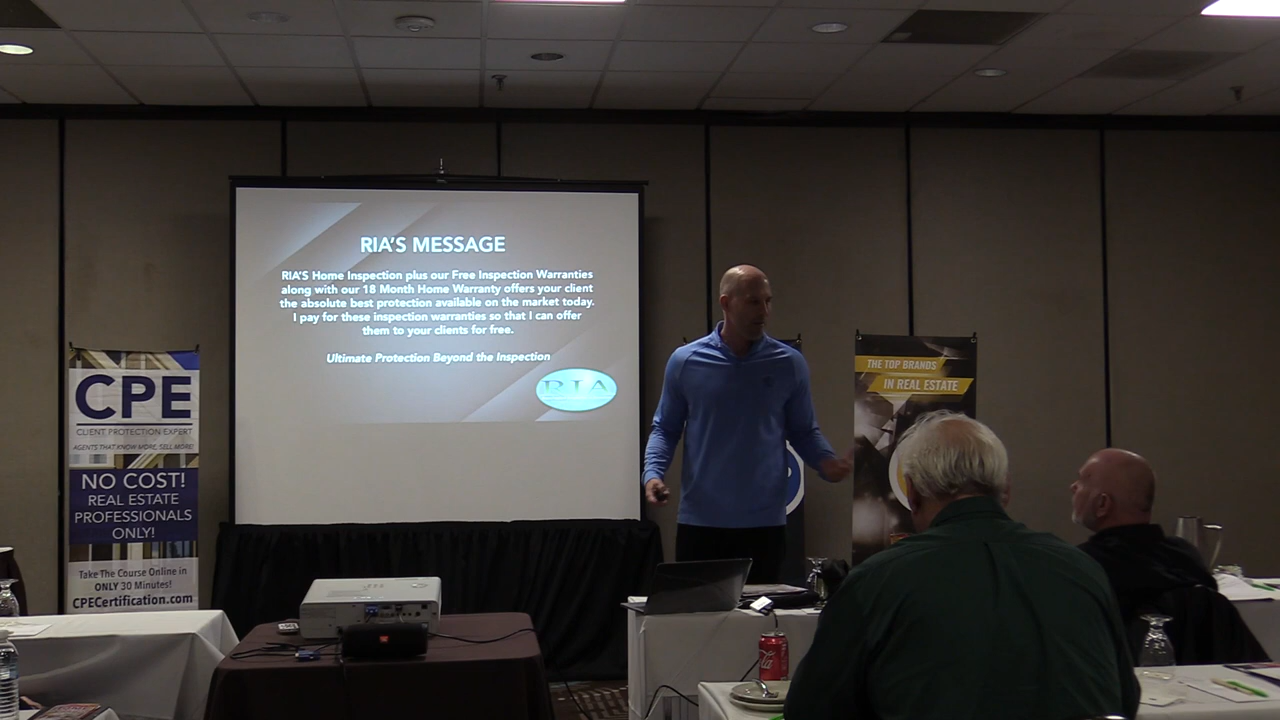 RIA'S MESSAGE
RIA'S Home Inspection plus our Free Inspection Warranties
along with our 18 Month Home Warranty offers your client
the absolute best protection available on the market today.
I pay for these inspection warranties so that I can offer
them to your clients for free.
Ultimate Protection Beyond the Inspection
RIA
CPE
CLIENT PROTECTION EXPERT
AGENTS THAT KNOW MORE, SELL MORE!
NO COST!
REAL ESTATE
PROFESSIONALS
ONLY!
Take The Course Online in
ONLY 30 Minutes!
CPECertification.com
THE TOP BRANDS
IN REAL ESTATE
JBL